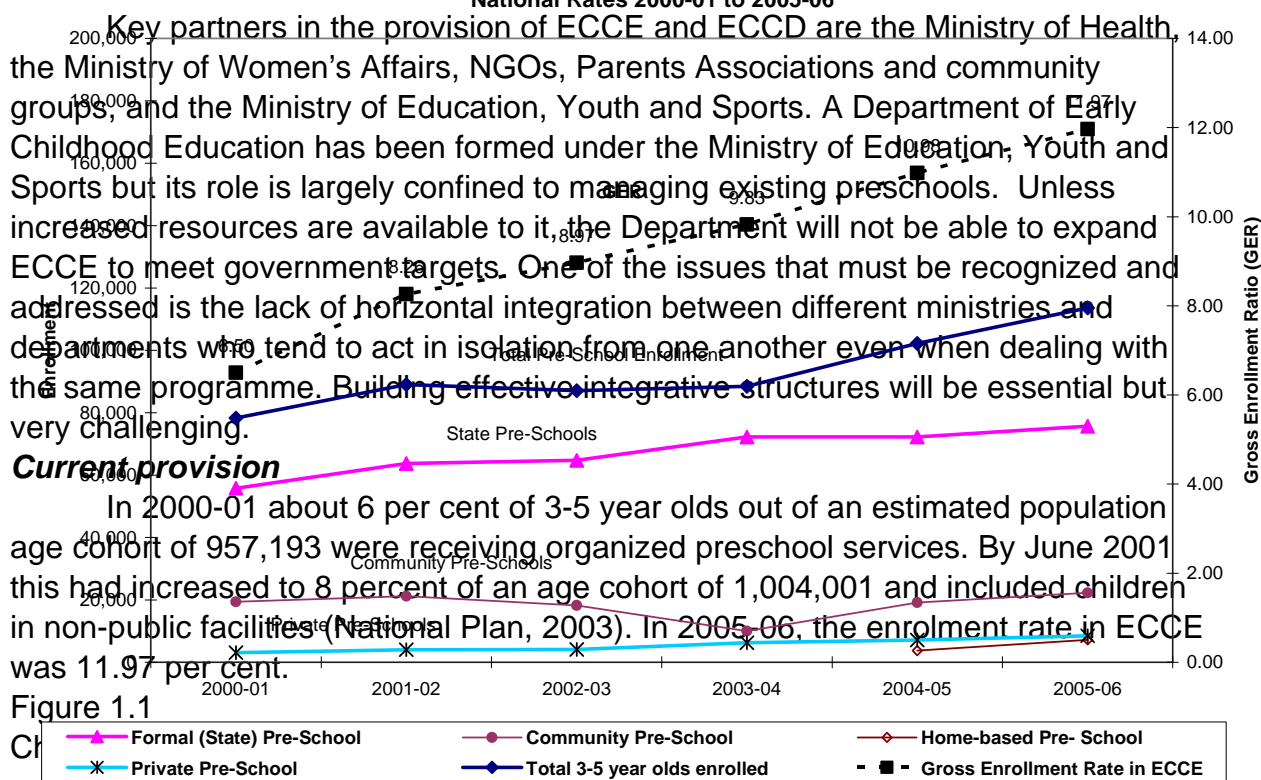 National Rates 2000-01 to 2005-06
Key partners in the provision of ECCE and ECCD are the Ministry of Health,
the Ministry of Women's Affairs, NGOs, Parents Associations and community
groups, and the Ministry of Education, Youth and Sports. A Department of Early
Childhood Education has been formed under the Ministry of Education, Youth and
Sports but its role is largely confined to managing existing preschools. Unless
increased resources are available to it, the Department will not be able to expand
ECCE to meet government targets. One of the issues that must be recognized and
addressed is the lack of horizontal integration between different ministries and
departments who tend to act in isolation from one another even when dealing with
the same programme. Building effective integrative structures will be essential but
very challenging.
Current provision
In 2000-01 about 6 per cent of 3-5 year olds out of an estimated population
age cohort of 957,193 were receiving organized preschool services. By June 2001
this had increased to 8 percent of an age cohort of 1,004,001 and included children
in non-public facilities (National Plan, 2003). In 2005-06, the enrolment rate in ECCE
was 11.97 per cent.
Figure 1.1
Ch
200,000
180,000
160,000
140,000
120,000
100,000
80,000
60,000
40,000
20,000
0
Enrollment
14.00
12.00
10.00
8.00
6.00
4.00
2.00
0.00
Gross Enrollment Ratio (GER)
6.50
8.26
8.97
9.83
10.98
11.97
GER
Total Pre-School Enrollment
State Pre-Schools
Community Pre-Schools
Private Pre-Schools
2000-01 2001-02 2002-03 2003-04 2004-05 2005-06
Formal (State) Pre-School Community Pre-School Home-based Pre- School
Private Pre-School Total 3-5 year olds enrolled Gross Enrollment Rate in ECCE